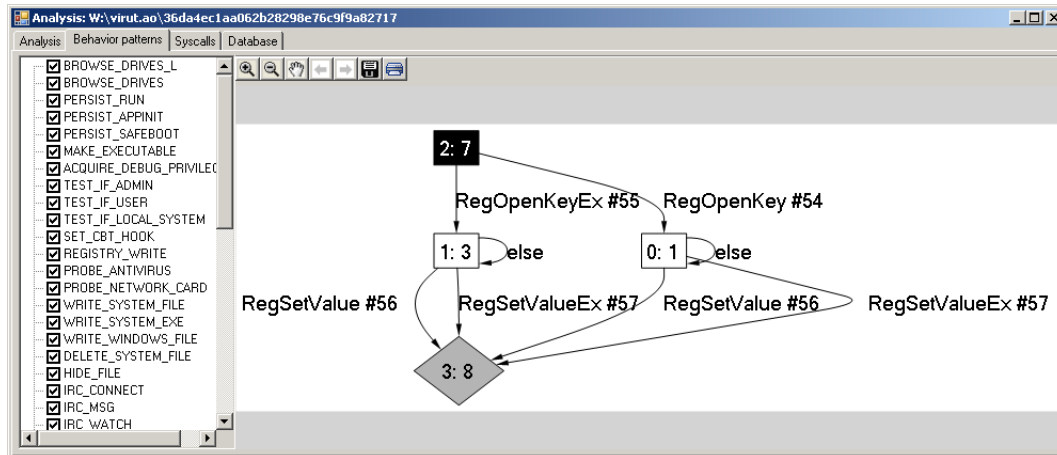 Analysis: W:\virut.ao\36da4ec1aa062b28298e76c9f9a82717
Analysis Behavior patterns Syscalls Database
BROWSE_DRIVES_L
BROWSE_DRIVES
PERSIST_RUN
PERSIST_APPINIT
PERSIST_SAFEBOOT
MAKE_EXECUTABLE
ACQUIRE_DEBUG_PRIVILEG
TEST_IF_ADMIN
TEST_IF_USER
TEST_IF_LOCAL_SYSTEM
SET_CBT_HOOK
REGISTRY_WRITE
PROBE_ANTIVIRUS
PROBE_NETWORK_CARD
WRITE_SYSTEM_FILE
WRITE_SYSTEM_EXE
WRITE_WINDOWS_FILE
DELETE_SYSTEM_FILE
HIDE_FILE
IRC_CONNECT
IRC_MSG
IRC_WATCH
2: 7
RegOpenKeyEx #55 RegOpenKey #54
1: 3 else 0: 1 else
RegSetValue #56 RegSetValueEx #57 RegSetValue #56 RegSetValueEx #57
3: 8